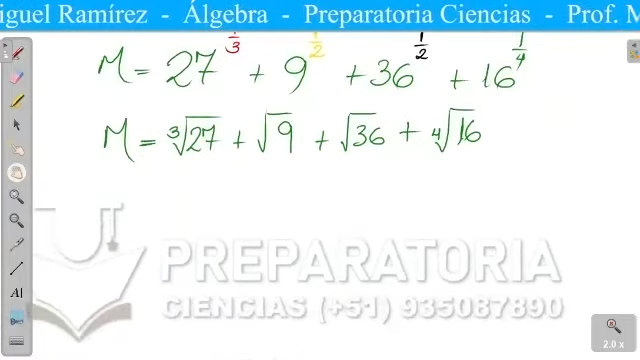 iguel Ramírez - Álgebra - Preparatoria Ciencias - Prof. M
M = 27^(1/3) + 9^(1/2) + 36^(1/2) + 16^(1/4)
M = ∛27 + √9 + √36 + ∜16
PREPARATORIA
CIENCIAS (+51) 935087890
A
2.0 x